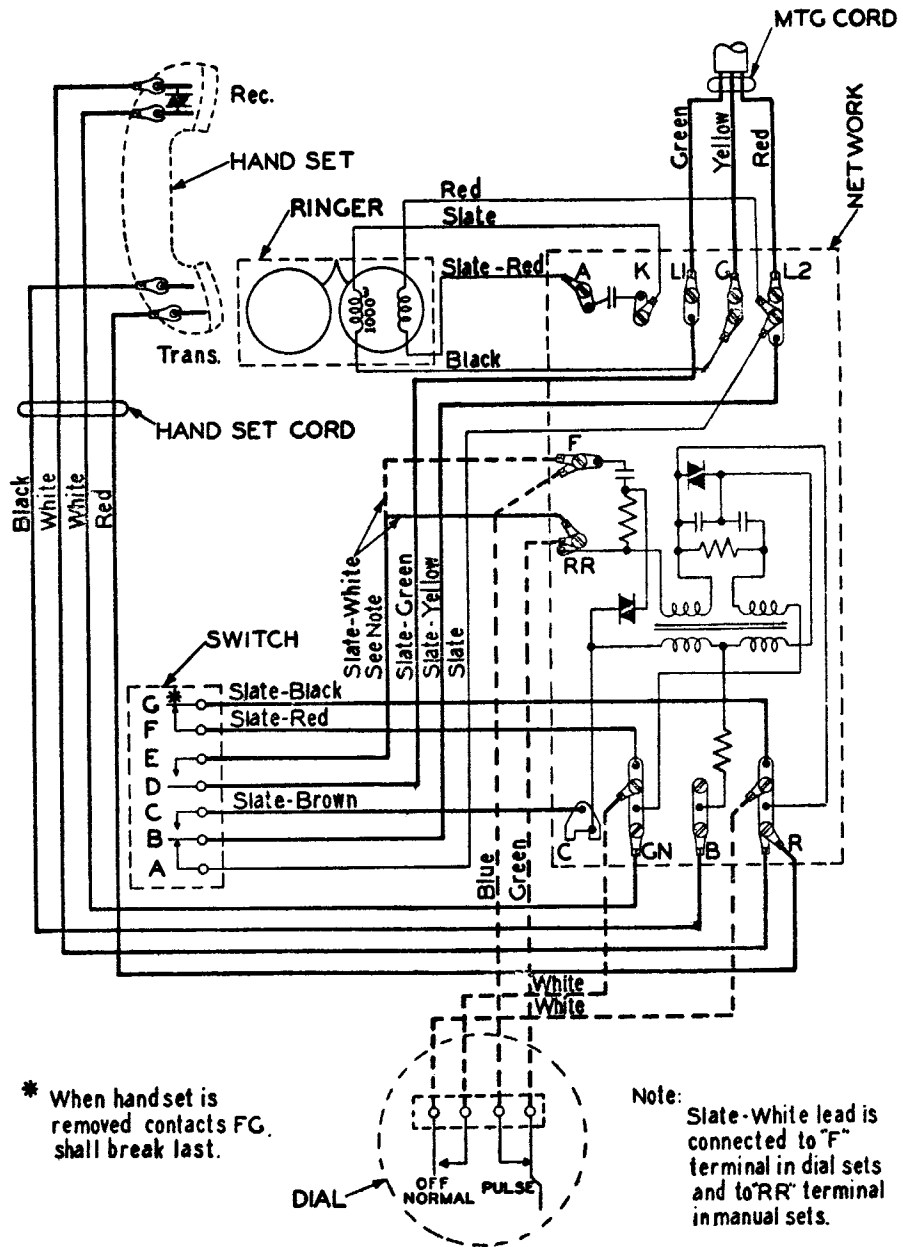 MTG CORD
Rec.
Green
Yellow
Red
NETWORK
HAND SET
Red
RINGER
Slate
Slate-Red
A
K
L1
G
L2
1000ω
Trans.
Black
HAND SET CORD
Black
White
White
Red
F
RR
Slate-White
See Note
Slate-Green
Slate-Yellow
Slate
SWITCH
G *
Slate-Black
F
Slate-Red
E
D
C
Slate-Brown
B
A
C
GN
B
R
Blue
Green
White
White
* When handset is
removed contacts FG.
shall break last.
OFF
NORMAL
PULSE
DIAL
Note:
Slate-White lead is
connected to "F"
terminal in dial sets
and to "RR" terminal
in manual sets.